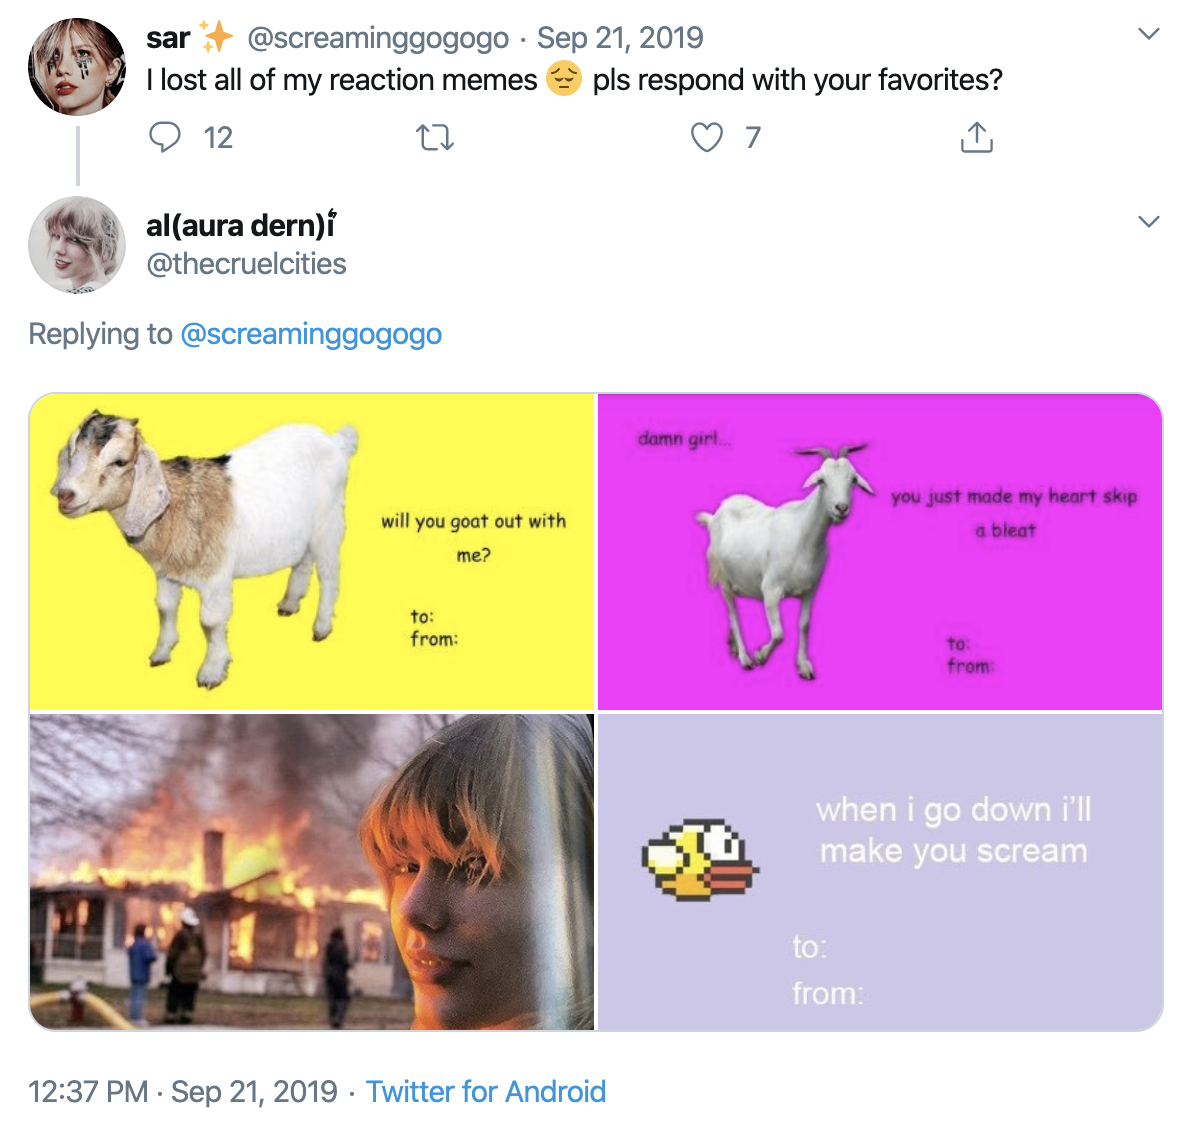 sar ✨ @screaminggogogo · Sep 21, 2019
I lost all of my reaction memes 😔 pls respond with your favorites?
12 7
al(aura dern)i
@thecruelcities
Replying to @screaminggogogo
will you goat out with
me?
to:
from:
damn girl...
you just made my heart skip
a bleat
to:
from:
when i go down i'll
make you scream
to:
from:
12:37 PM · Sep 21, 2019 · Twitter for Android